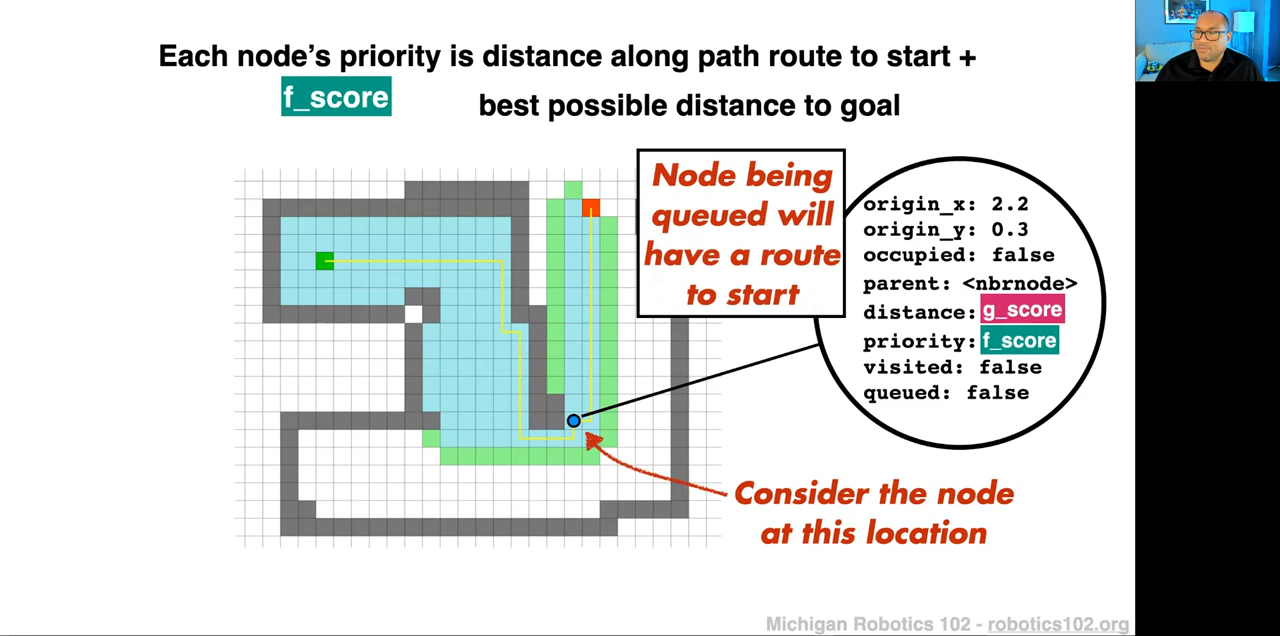 Each node's priority is distance along path route to start +
f_score
best possible distance to goal
Node being
queued will
have a route
to start
origin_x: 2.2
origin_y: 0.3
occupied: false
parent: <nbrnode>
distance: g_score
priority: f_score
visited: false
queued: false
Consider the node
at this location
Michigan Robotics 102 - robotics102.org